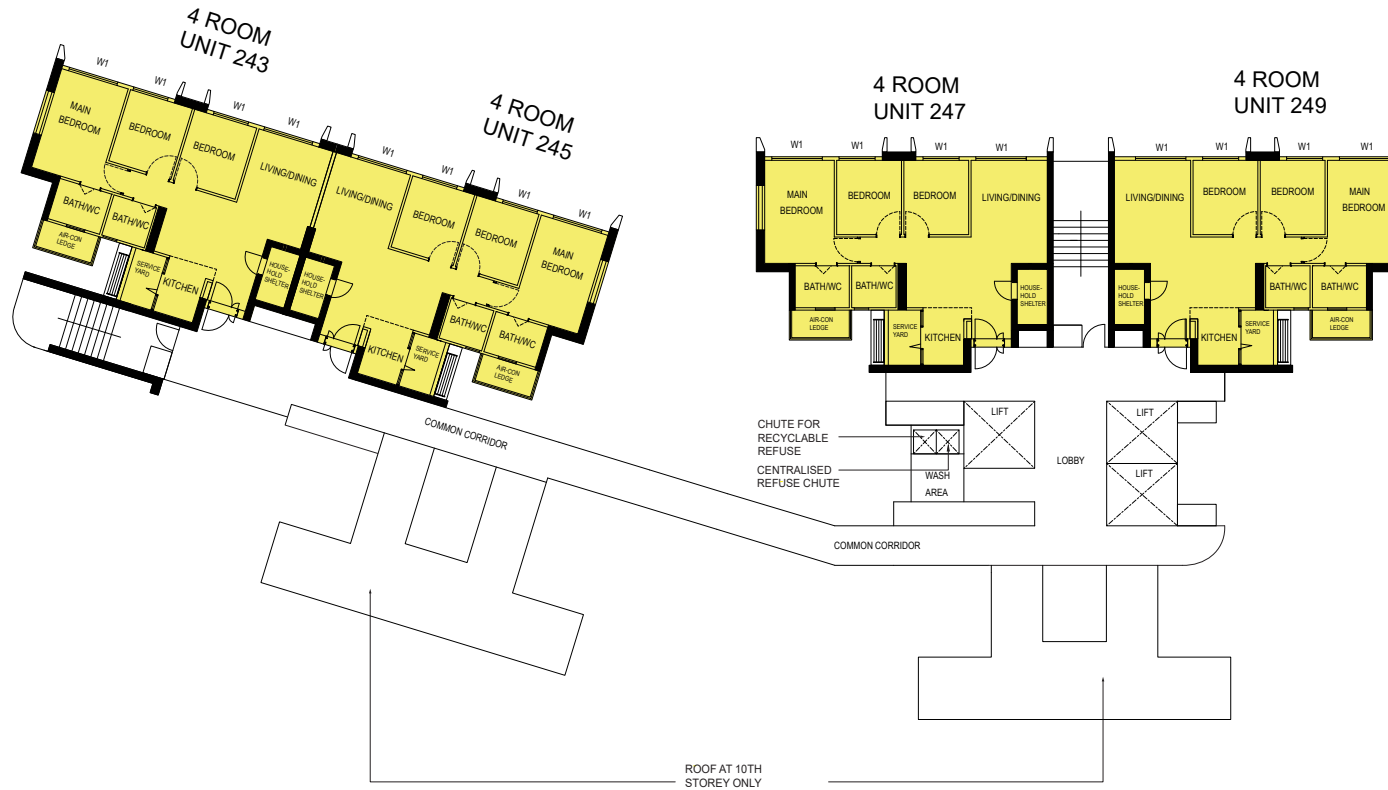 4 ROOM
UNIT 243
4 ROOM
UNIT 245
4 ROOM
UNIT 247
4 ROOM
UNIT 249
W1
W1
W1
W1
W1
W1
W1
W1
MAIN
BEDROOM
BEDROOM
BEDROOM
LIVING/DINING
BATH/WC
BATH/WC
AIR-CON
LEDGE
SERVICE
YARD
KITCHEN
HOUSE-
HOLD
SHELTER
HOUSE-
HOLD
SHELTER
LIVING/DINING
BEDROOM
BEDROOM
MAIN
BEDROOM
BATH/WC
BATH/WC
AIR-CON
LEDGE
KITCHEN
SERVICE
YARD
W1
W1
W1
W1
W1
W1
W1
W1
MAIN
BEDROOM
BEDROOM
BEDROOM
LIVING/DINING
BATH/WC
BATH/WC
AIR-CON
LEDGE
SERVICE
YARD
KITCHEN
HOUSE-
HOLD
SHELTER
HOUSE-
HOLD
SHELTER
LIVING/DINING
BEDROOM
BEDROOM
MAIN
BEDROOM
BATH/WC
BATH/WC
AIR-CON
LEDGE
KITCHEN
SERVICE
YARD
COMMON CORRIDOR
CHUTE FOR
RECYCLABLE
REFUSE
CENTRALISED
REFUSE CHUTE
WASH
AREA
LIFT
LOBBY
LIFT
LIFT
COMMON CORRIDOR
ROOF AT 10TH
STOREY ONLY